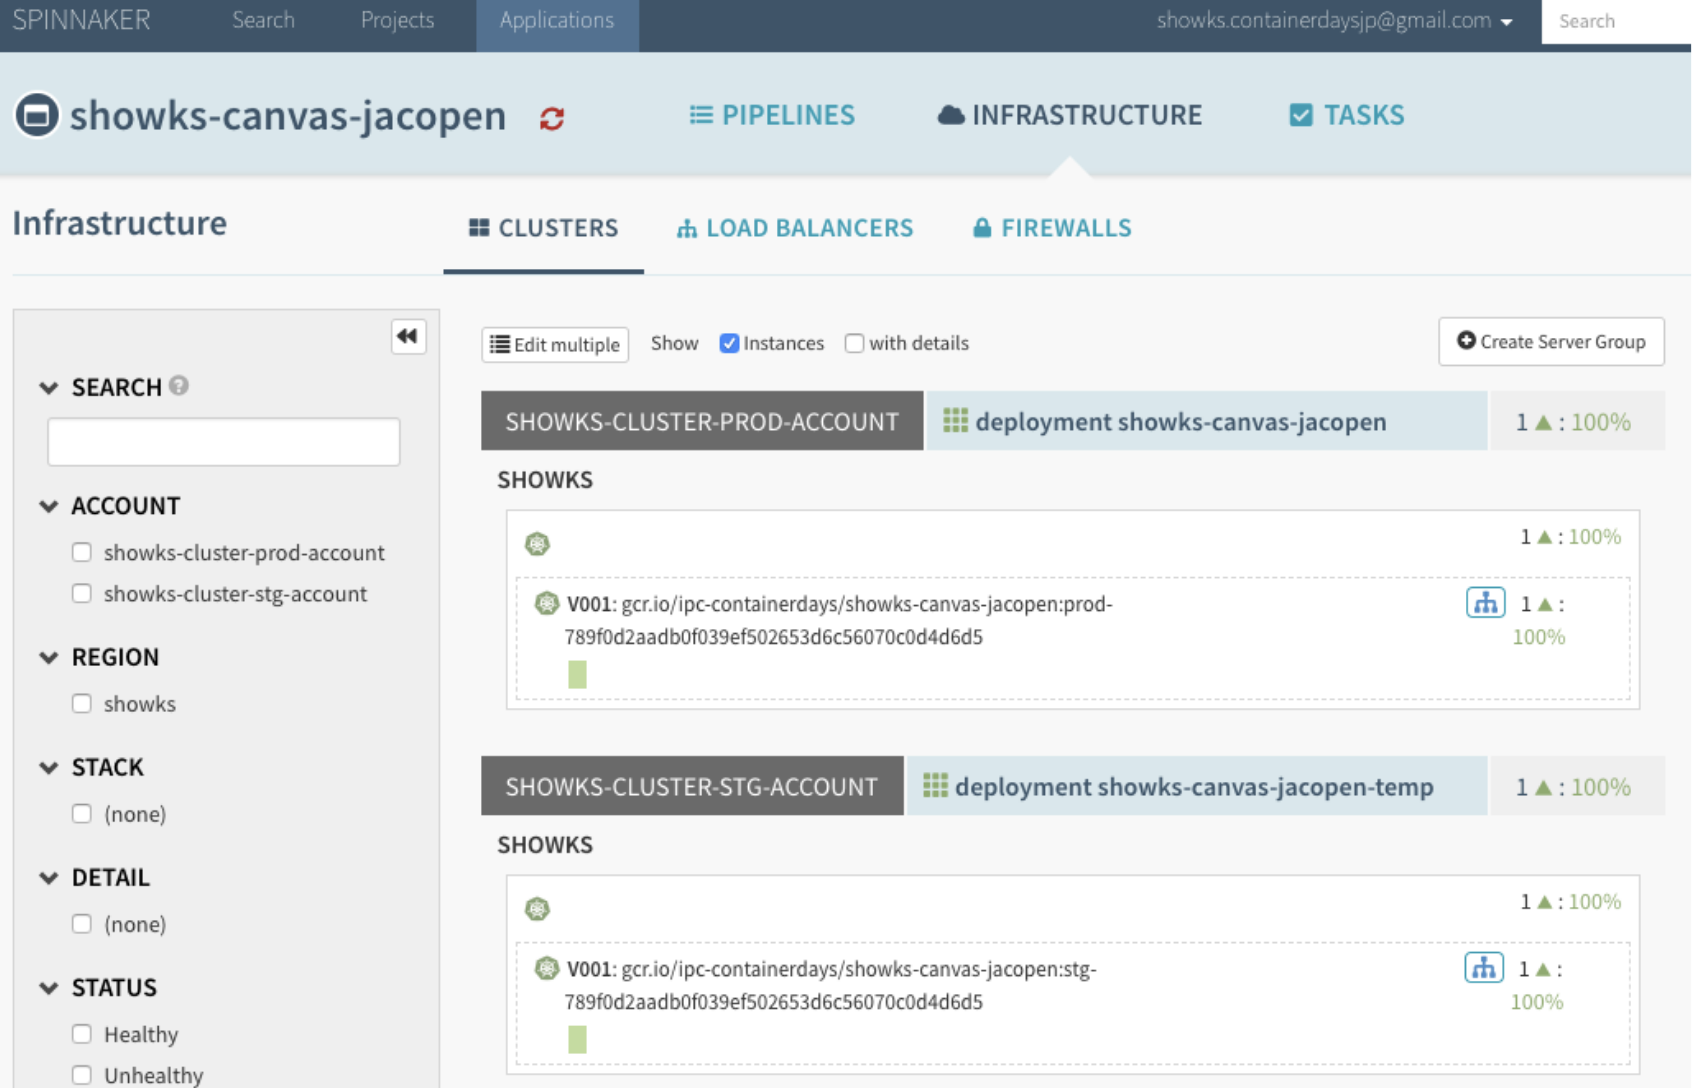 SPINNAKER Search Projects Applications showks.containerdaysjp@gmail.com Search
showks-canvas-jacopen PIPELINES INFRASTRUCTURE TASKS
Infrastructure CLUSTERS LOAD BALANCERS FIREWALLS
SEARCH ?
ACCOUNT
showks-cluster-prod-account
showks-cluster-stg-account
REGION
showks
STACK
(none)
DETAIL
(none)
STATUS
Healthy
Unhealthy
Edit multiple Show Instances with details Create Server Group
SHOWKS-CLUSTER-PROD-ACCOUNT deployment showks-canvas-jacopen 1 ▲ : 100%
SHOWKS
1 ▲ : 100%
V001: gcr.io/ipc-containerdays/showks-canvas-jacopen:prod- 1 ▲ :
789f0d2aadb0f039ef502653d6c56070c0d4d6d5 100%
SHOWKS-CLUSTER-STG-ACCOUNT deployment showks-canvas-jacopen-temp 1 ▲ : 100%
SHOWKS
1 ▲ : 100%
V001: gcr.io/ipc-containerdays/showks-canvas-jacopen:stg- 1 ▲ :
789f0d2aadb0f039ef502653d6c56070c0d4d6d5 100%